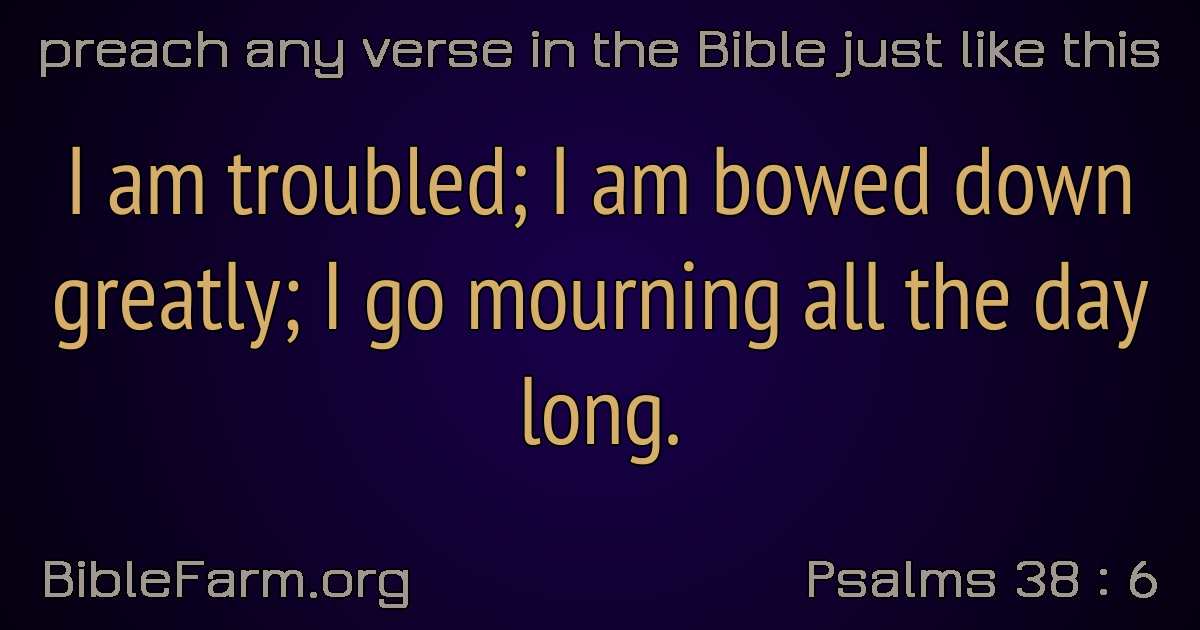 preach any verse in the Bible just like this
I am troubled; I am bowed down
greatly; I go mourning all the day
long.
BibleFarm.org
Psalms 38 : 6